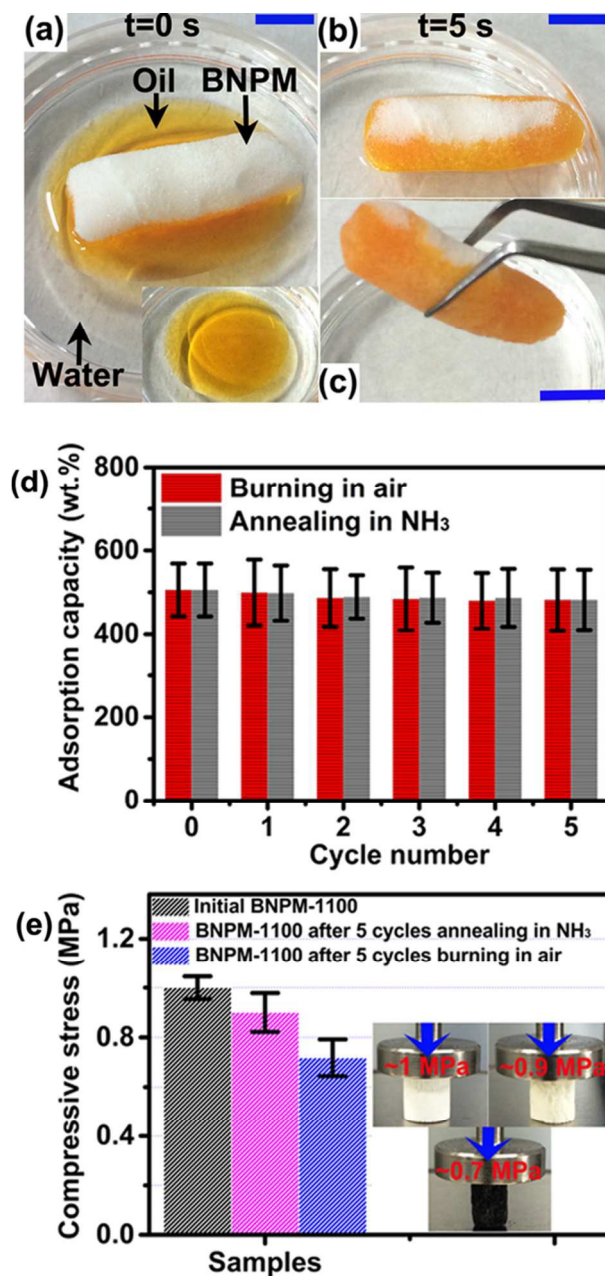 (a)
t=0 s
Oil
BNPM
Water
(b)
t=5 s
(c)
(d)
Adsorption capacity (wt.%)
800
600
400
200
0
Burning in air
Annealing in NH₃
0 1 2 3 4 5
Cycle number
(e)
Compressive stress (MPa)
1.2
0.8
0.4
0.0
Initial BNPM-1100
BNPM-1100 after 5 cycles annealing in NH₃
BNPM-1100 after 5 cycles burning in air
~1 MPa
~0.9 MPa
~0.7 MPa
Samples